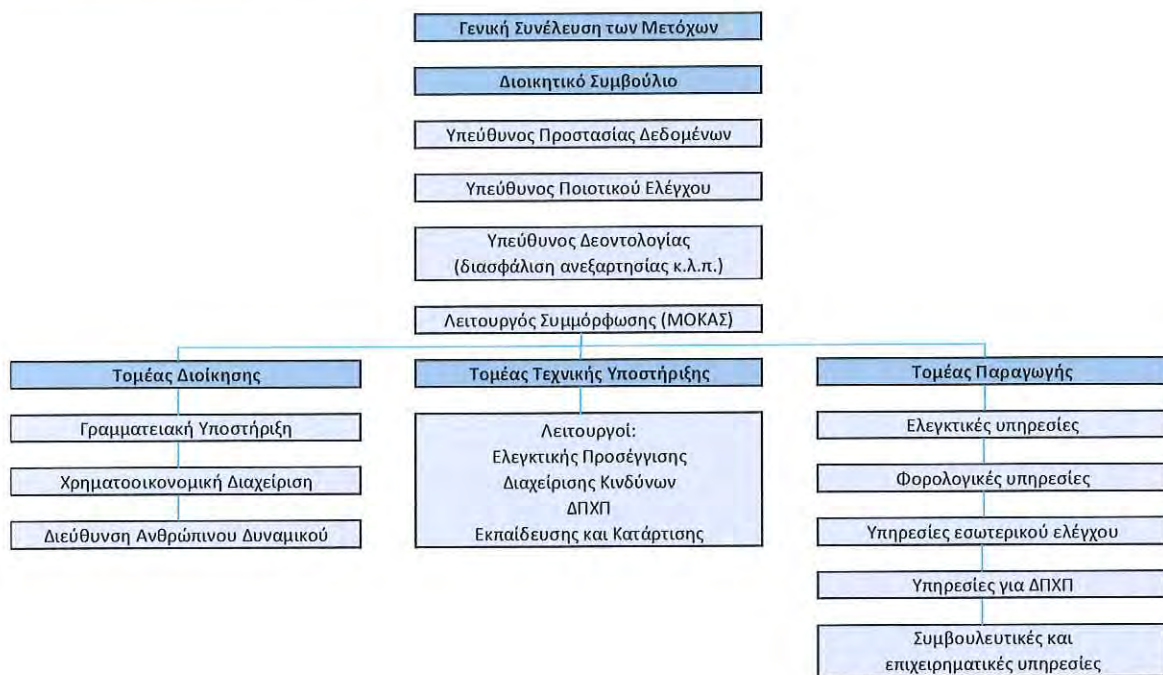 Γενική Συνέλευση των Μετόχων
Διοικητικό Συμβούλιο
Υπεύθυνος Προστασίας Δεδομένων
Υπεύθυνος Ποιοτικού Ελέγχου
Υπεύθυνος Δεοντολογίας
(διασφάλιση ανεξαρτησίας κ.λ.π.)
Λειτουργός Συμμόρφωσης (ΜΟΚΑΣ)
Τομέας Διοίκησης
Γραμματειακή Υποστήριξη
Χρηματοοικονομική Διαχείριση
Διεύθυνση Ανθρώπινου Δυναμικού
Τομέας Τεχνικής Υποστήριξης
Λειτουργοί:
Ελεγκτικής Προσέγγισης
Διαχείρισης Κινδύνων
ΔΠΧΠ
Εκπαίδευσης και Κατάρτισης
Τομέας Παραγωγής
Ελεγκτικές υπηρεσίες
Φορολογικές υπηρεσίες
Υπηρεσίες εσωτερικού ελέγχου
Υπηρεσίες για ΔΠΧΠ
Συμβουλευτικές και
επιχειρηματικές υπηρεσίες